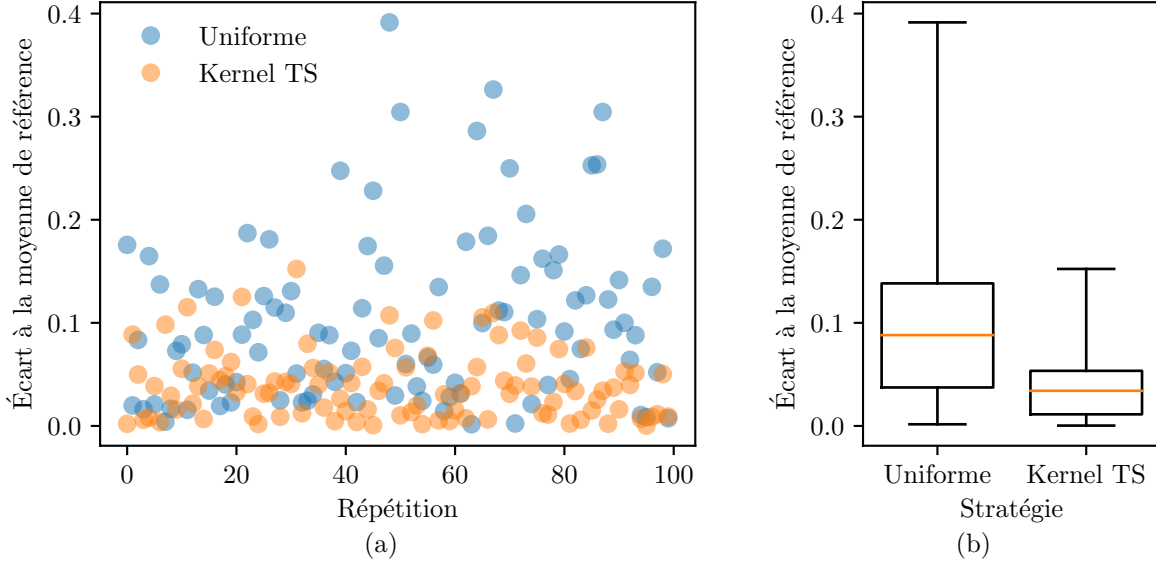 Écart à la moyenne de référence
0.4
0.3
0.2
0.1
0.0
Uniforme
Kernel TS
0 20 40 60 80 100
Répétition
(a)
Écart à la moyenne de référence
0.4
0.3
0.2
0.1
0.0
Uniforme Kernel TS
Stratégie
(b)